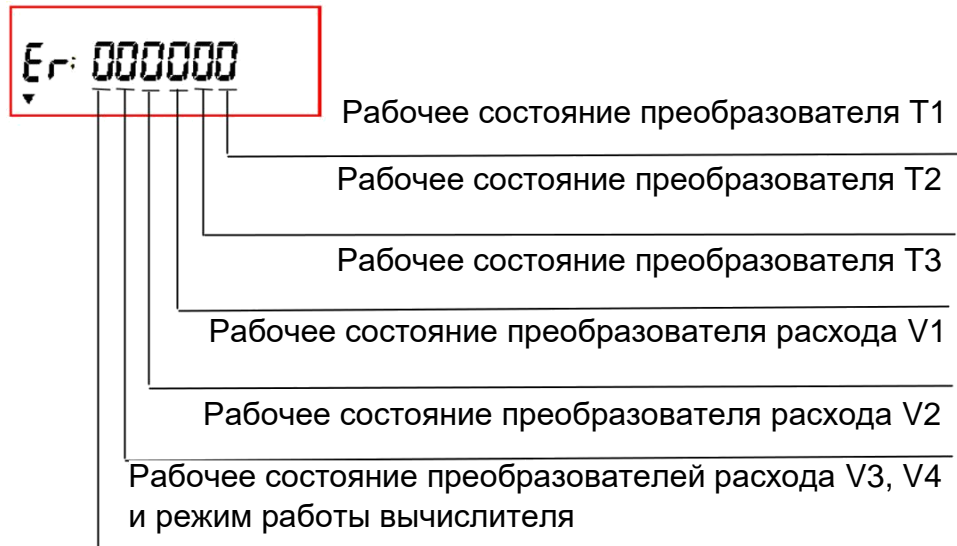 Er: 000000
Рабочее состояние преобразователя Т1
Рабочее состояние преобразователя Т2
Рабочее состояние преобразователя Т3
Рабочее состояние преобразователя расхода V1
Рабочее состояние преобразователя расхода V2
Рабочее состояние преобразователей расхода V3, V4
и режим работы вычислителя